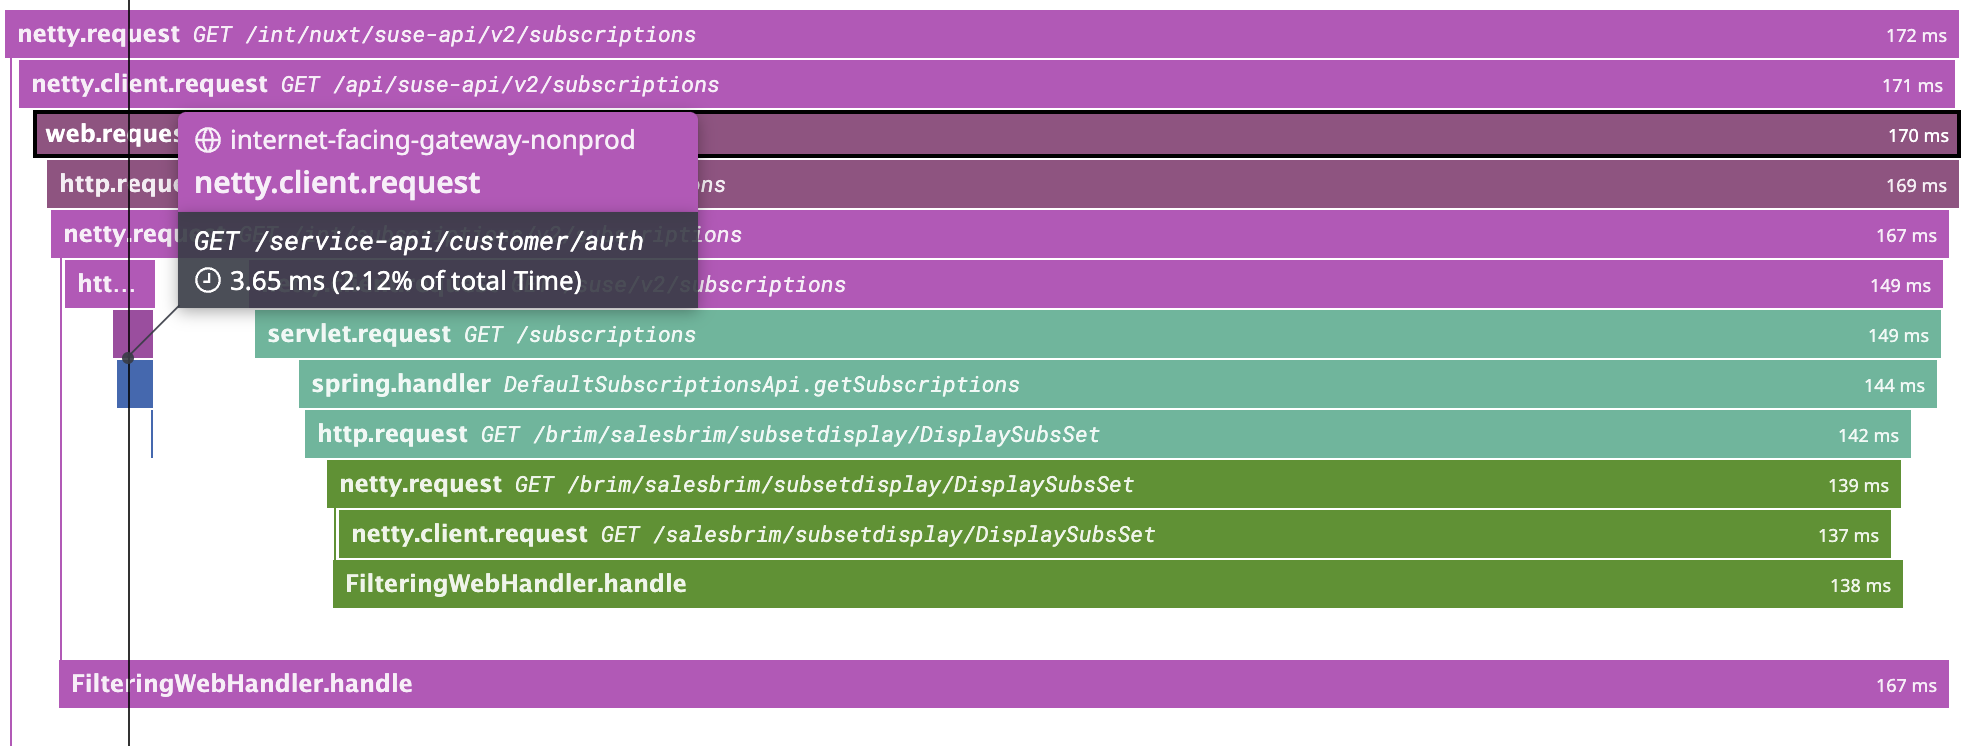 netty.request GET /int/nuxt/suse-api/v2/subscriptions 172 ms
netty.client.request GET /api/suse-api/v2/subscriptions 171 ms
web.reques 170 ms
internet-facing-gateway-nonprod
netty.client.request
http.reque ns 169 ms
netty.requ ions 167 ms
GET /service-api/customer/auth
3.65 ms (2.12% of total Time)
htt... /suse/v2/subscriptions 149 ms
servlet.request GET /subscriptions 149 ms
spring.handler DefaultSubscriptionsApi.getSubscriptions 144 ms
http.request GET /brim/salesbrim/subsetdisplay/DisplaySubsSet 142 ms
netty.request GET /brim/salesbrim/subsetdisplay/DisplaySubsSet 139 ms
netty.client.request GET /salesbrim/subsetdisplay/DisplaySubsSet 137 ms
FilteringWebHandler.handle 138 ms
FilteringWebHandler.handle 167 ms